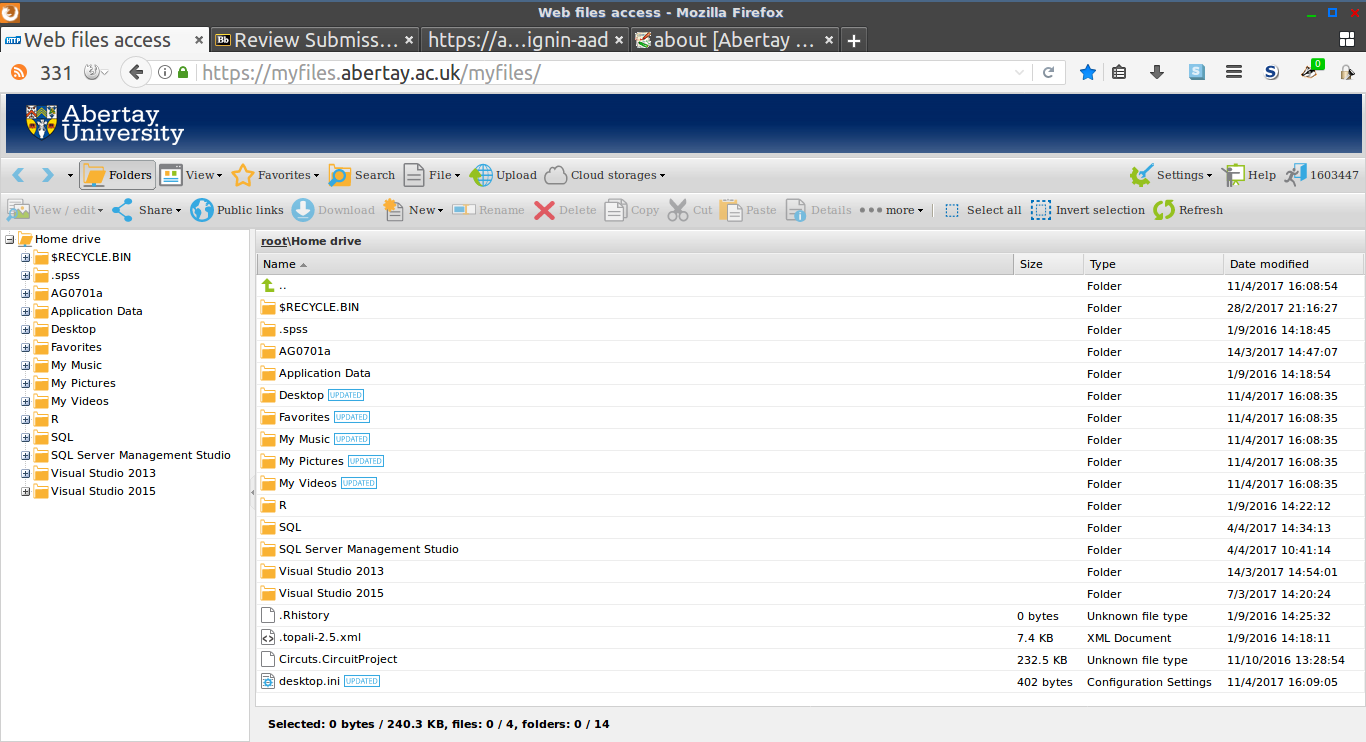 Web files access - Mozilla Firefox
HTTP Web files access × Bb Review Submiss... × https://a...ignin-aad × about [Abertay ... × +
331 https://myfiles.abertay.ac.uk/myfiles/ S S 0
Abertay
University
Folders View Favorites Search File Upload Cloud storages Settings Help 1603447
View / edit Share Public links Download New Rename Delete Copy Cut Paste Details more Select all Invert selection Refresh
Home drive
$RECYCLE.BIN
.spss
AG0701a
Application Data
Desktop
Favorites
My Music
My Pictures
My Videos
R
SQL
SQL Server Management Studio
Visual Studio 2013
Visual Studio 2015
root\Home drive
Name Size Type Date modified
.. Folder 11/4/2017 16:08:54
$RECYCLE.BIN Folder 28/2/2017 21:16:27
.spss Folder 1/9/2016 14:18:45
AG0701a Folder 14/3/2017 14:47:07
Application Data Folder 1/9/2016 14:18:54
Desktop UPDATED Folder 11/4/2017 16:08:35
Favorites UPDATED Folder 11/4/2017 16:08:35
My Music UPDATED Folder 11/4/2017 16:08:35
My Pictures UPDATED Folder 11/4/2017 16:08:35
My Videos UPDATED Folder 11/4/2017 16:08:35
R Folder 1/9/2016 14:22:12
SQL Folder 4/4/2017 14:34:13
SQL Server Management Studio Folder 4/4/2017 10:41:14
Visual Studio 2013 Folder 14/3/2017 14:54:01
Visual Studio 2015 Folder 7/3/2017 14:20:24
.Rhistory 0 bytes Unknown file type 1/9/2016 14:25:32
.topali-2.5.xml 7.4 KB XML Document 1/9/2016 14:18:11
Circuts.CircuitProject 232.5 KB Unknown file type 11/10/2016 13:28:54
desktop.ini UPDATED 402 bytes Configuration Settings 11/4/2017 16:09:05
Selected: 0 bytes / 240.3 KB, files: 0 / 4, folders: 0 / 14